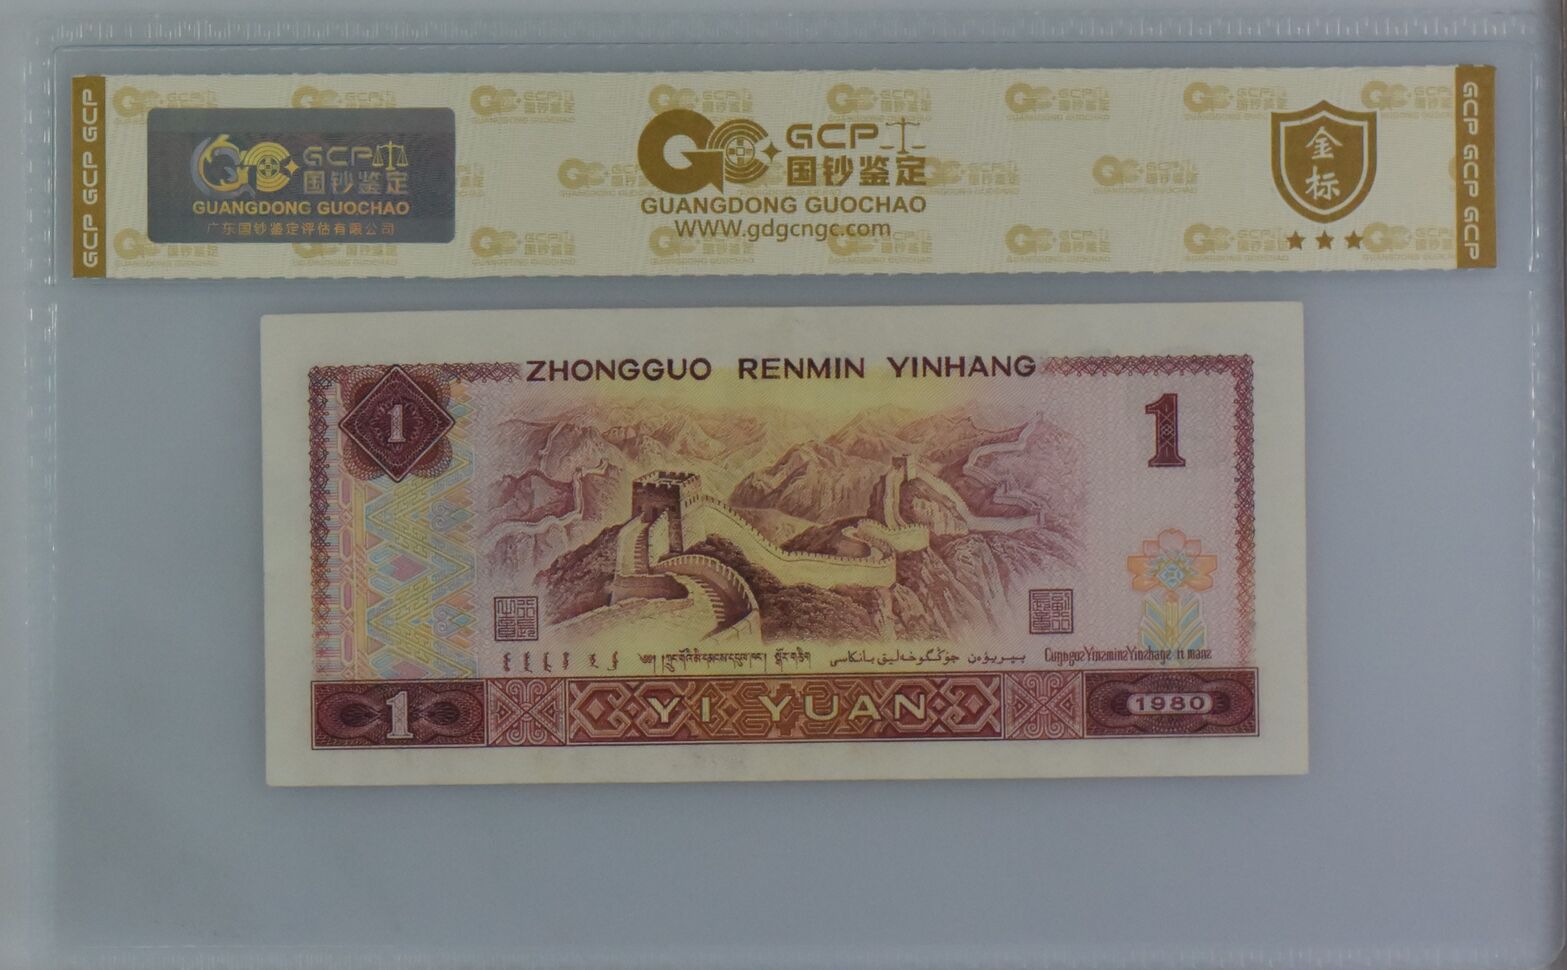 GCP GCP GCP
GCP
国钞鉴定
GUANGDONG GUOCHAO
广东国钞鉴定评估有限公司
GCP
国钞鉴定
GUANGDONG GUOCHAO
www.gdgcngc.com
金标
GCP GCP GCP
ZHONGGUO RENMIN YINHANG
1
1
YI YUAN
1
1980